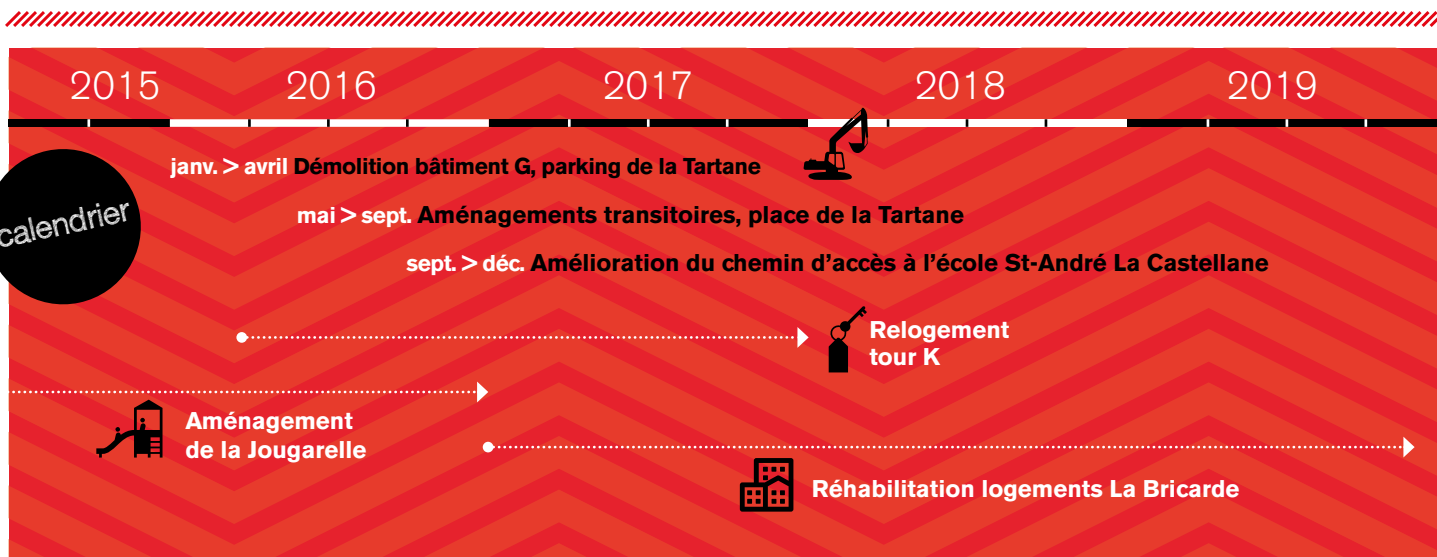 2015 2016 2017 2018 2019
janv. > avril Démolition bâtiment G, parking de la Tartane
calendrier
mai > sept. Aménagements transitoires, place de la Tartane
sept. > déc. Amélioration du chemin d’accès à l’école St-André La Castellane
Relogement
tour K
Aménagement
de la Jougarelle
Réhabilitation logements La Bricarde